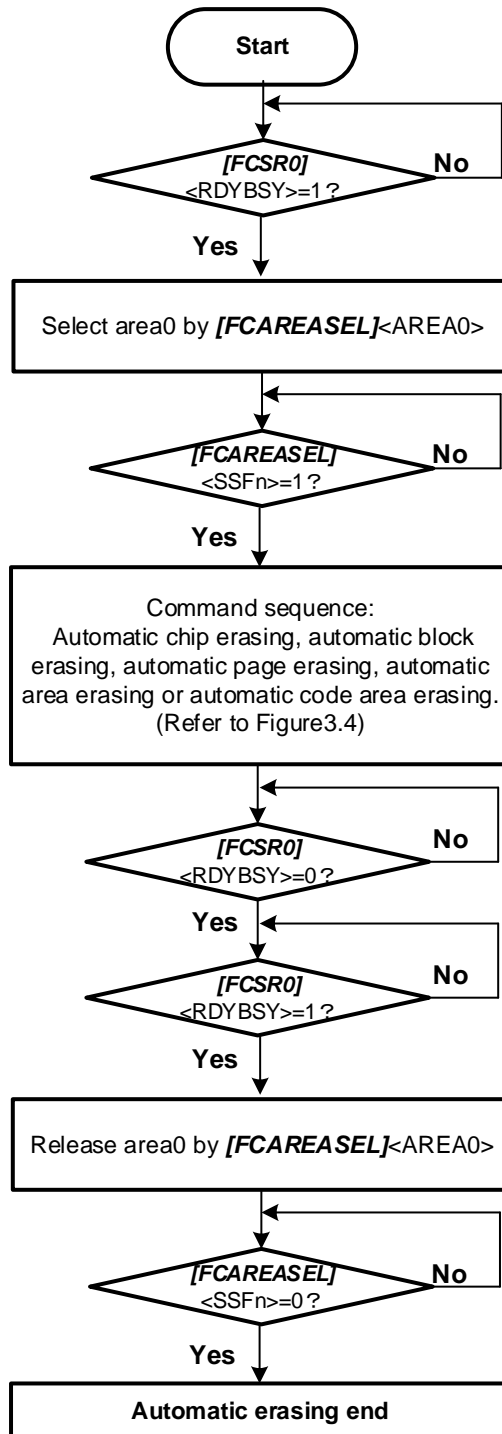 Start
[FCSR0]
<RDYBSY>=1?
No
Yes
Select area0 by [FCAREASEL]<AREA0>
[FCAREASEL]
<SSFn>=1?
No
Yes
Command sequence:
Automatic chip erasing, automatic block
erasing, automatic page erasing, automatic
area erasing or automatic code area erasing.
(Refer to Figure3.4)
[FCSR0]
<RDYBSY>=0?
No
Yes
[FCSR0]
<RDYBSY>=1?
No
Yes
Release area0 by [FCAREASEL]<AREA0>
[FCAREASEL]
<SSFn>=0?
No
Yes
Automatic erasing end